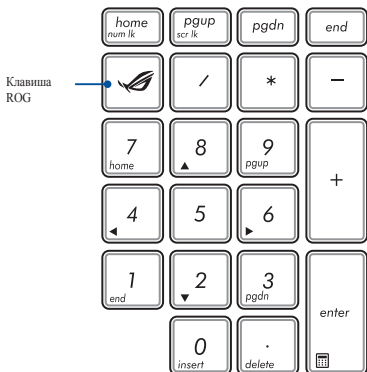 home pgup pgdn end
num lk scr lk
Клавиша
ROG
/ * −
7 8 9
home pgup
+
4 5 6
1 2 3
end pgdn
enter
0 .
insert delete